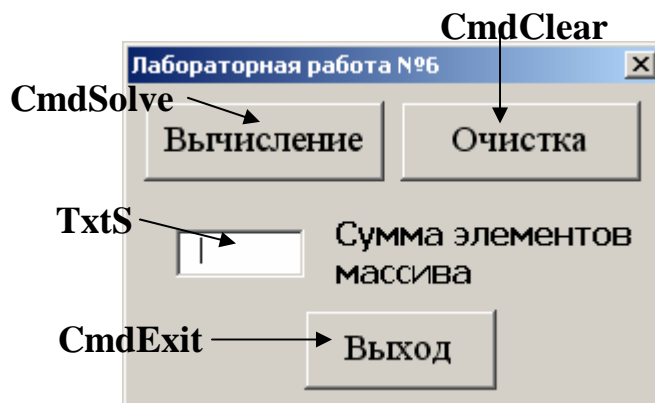 CmdClear
Лабораторная работа №6
CmdSolve
Вычисление
Очистка
TxtS
Сумма элементов
массива
CmdExit
Выход